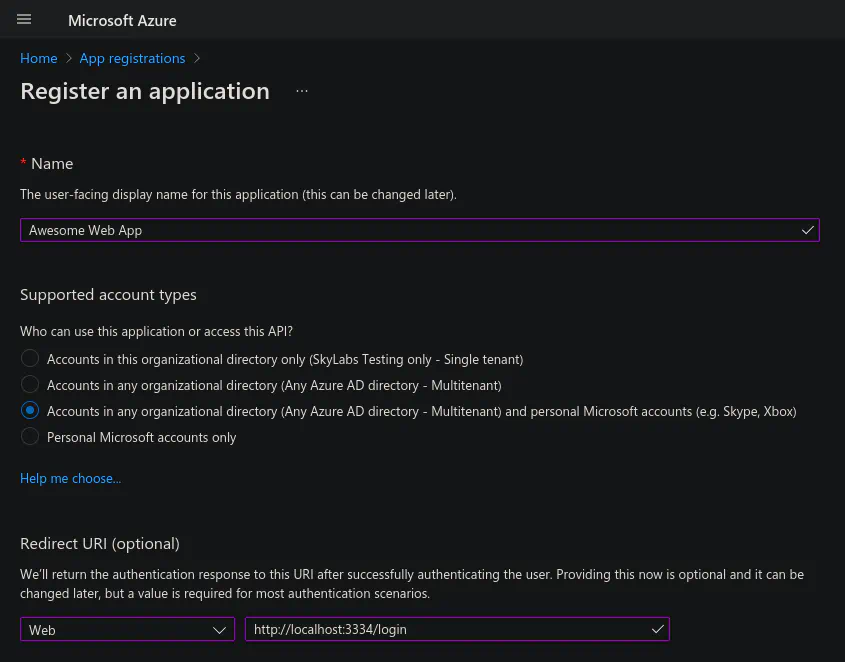 Microsoft Azure
Home > App registrations >
Register an application ...
* Name
The user-facing display name for this application (this can be changed later).
Awesome Web App
Supported account types
Who can use this application or access this API?
Accounts in this organizational directory only (SkyLabs Testing only - Single tenant)
Accounts in any organizational directory (Any Azure AD directory - Multitenant)
Accounts in any organizational directory (Any Azure AD directory - Multitenant) and personal Microsoft accounts (e.g. Skype, Xbox)
Personal Microsoft accounts only
Help me choose...
Redirect URI (optional)
We'll return the authentication response to this URI after successfully authenticating the user. Providing this now is optional and it can be
changed later, but a value is required for most authentication scenarios.
Web http://localhost:3334/login